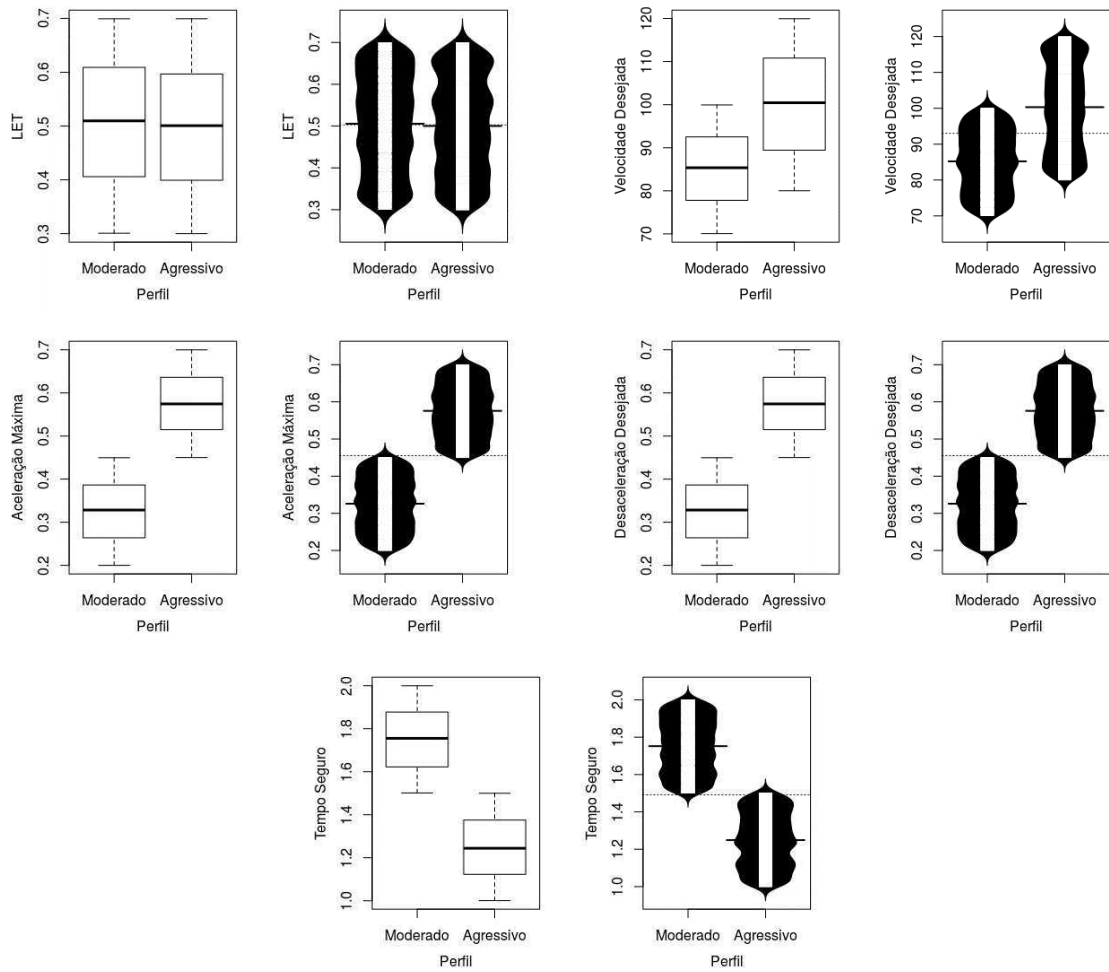 LET
0.7
0.6
0.5
0.4
0.3
Moderado Agressivo
Perfil
LET
0.7
0.6
0.5
0.4
0.3
Moderado Agressivo
Perfil
Velocidade Desejada
120
110
100
90
80
70
Moderado Agressivo
Perfil
Velocidade Desejada
120
110
100
90
80
70
Moderado Agressivo
Perfil
Aceleração Máxima
0.7
0.6
0.5
0.4
0.3
0.2
Moderado Agressivo
Perfil
Aceleração Máxima
0.7
0.6
0.5
0.4
0.3
0.2
Moderado Agressivo
Perfil
Desaceleração Desejada
0.7
0.6
0.5
0.4
0.3
0.2
Moderado Agressivo
Perfil
Desaceleração Desejada
0.7
0.6
0.5
0.4
0.3
0.2
Moderado Agressivo
Perfil
Tempo Seguro
2.0
1.8
1.6
1.4
1.2
1.0
Moderado Agressivo
Perfil
Tempo Seguro
2.0
1.8
1.6
1.4
1.2
1.0
Moderado Agressivo
Perfil